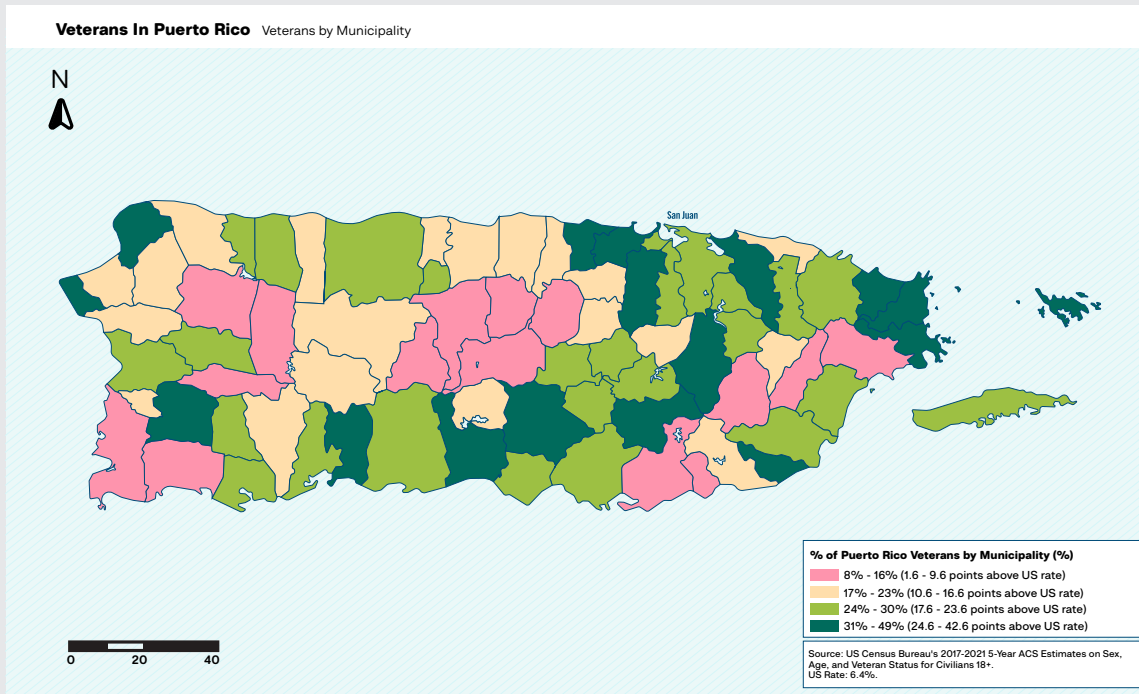 Veterans In Puerto Rico Veterans by Municipality
N
San Juan
% of Puerto Rico Veterans by Municipality (%)
8% - 16% (1.6 - 9.6 points above US rate)
17% - 23% (10.6 - 16.6 points above US rate)
24% - 30% (17.6 - 23.6 points above US rate)
31% - 49% (24.6 - 42.6 points above US rate)
0 20 40
Source: US Census Bureau's 2017-2021 5-Year ACS Estimates on Sex,
Age, and Veteran Status for Civilians 18+.
US Rate: 6.4%.